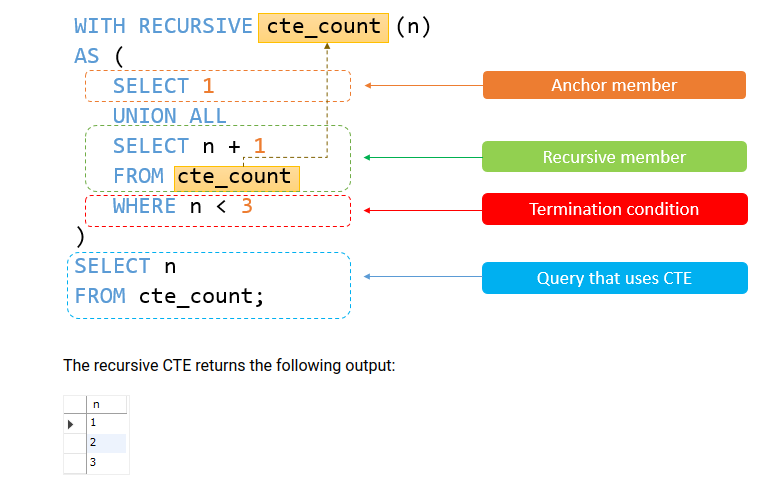 WITH RECURSIVE cte_count (n)
AS (
SELECT 1
Anchor member
UNION ALL
SELECT n + 1
Recursive member
FROM cte_count
WHERE n < 3
Termination condition
)
SELECT n
Query that uses CTE
FROM cte_count;
The recursive CTE returns the following output:
n
1
2
3